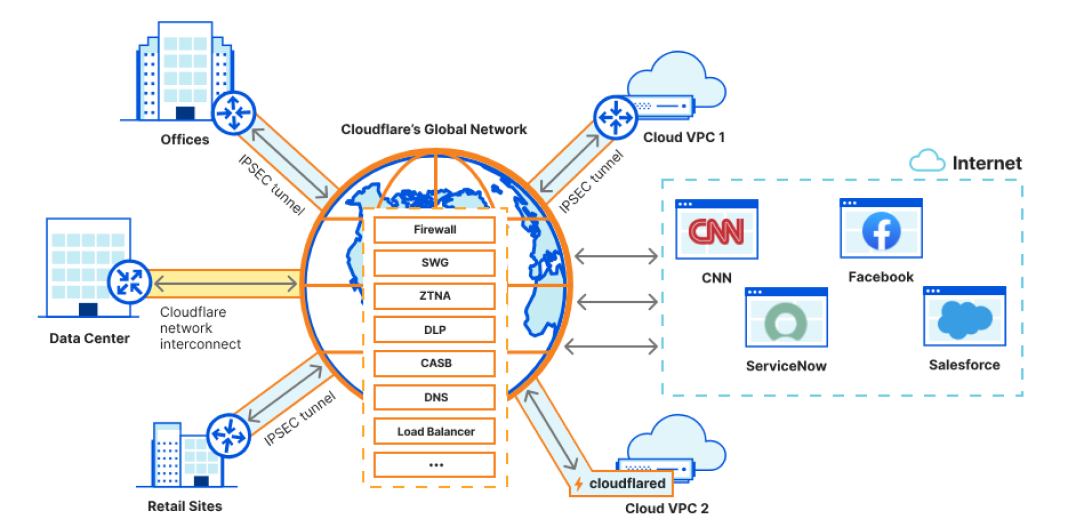 Offices
IPSEC tunnel
Cloudflare's Global Network
IPSEC tunnel
Cloud VPC 1
Internet
CNN
CNN
Facebook
ServiceNow
Salesforce
Data Center
Cloudflare
network
interconnect
Firewall
SWG
ZTNA
DLP
CASB
DNS
Load Balancer
...
IPSEC tunnel
Retail Sites
cloudflared
Cloud VPC 2